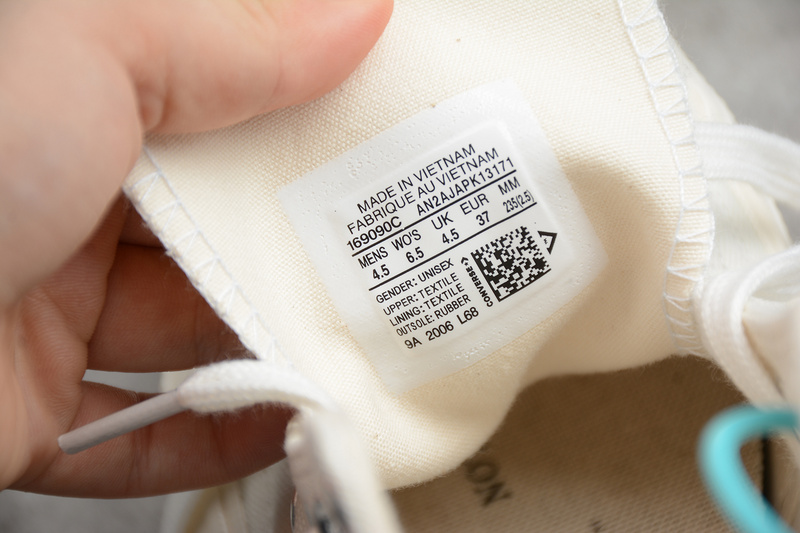 MADE IN VIETNAM
FABRIQUE AU VIETNAM
169090C AN2AJAPK13171
MENS WO'S UK EUR MM
4.5 6.5 4.5 37 235(2.5)
GENDER: UNISEX
UPPER: TEXTILE
LINING: TEXTILE
OUTSOLE: RUBBER
9A 2006 L68
CONVERSE